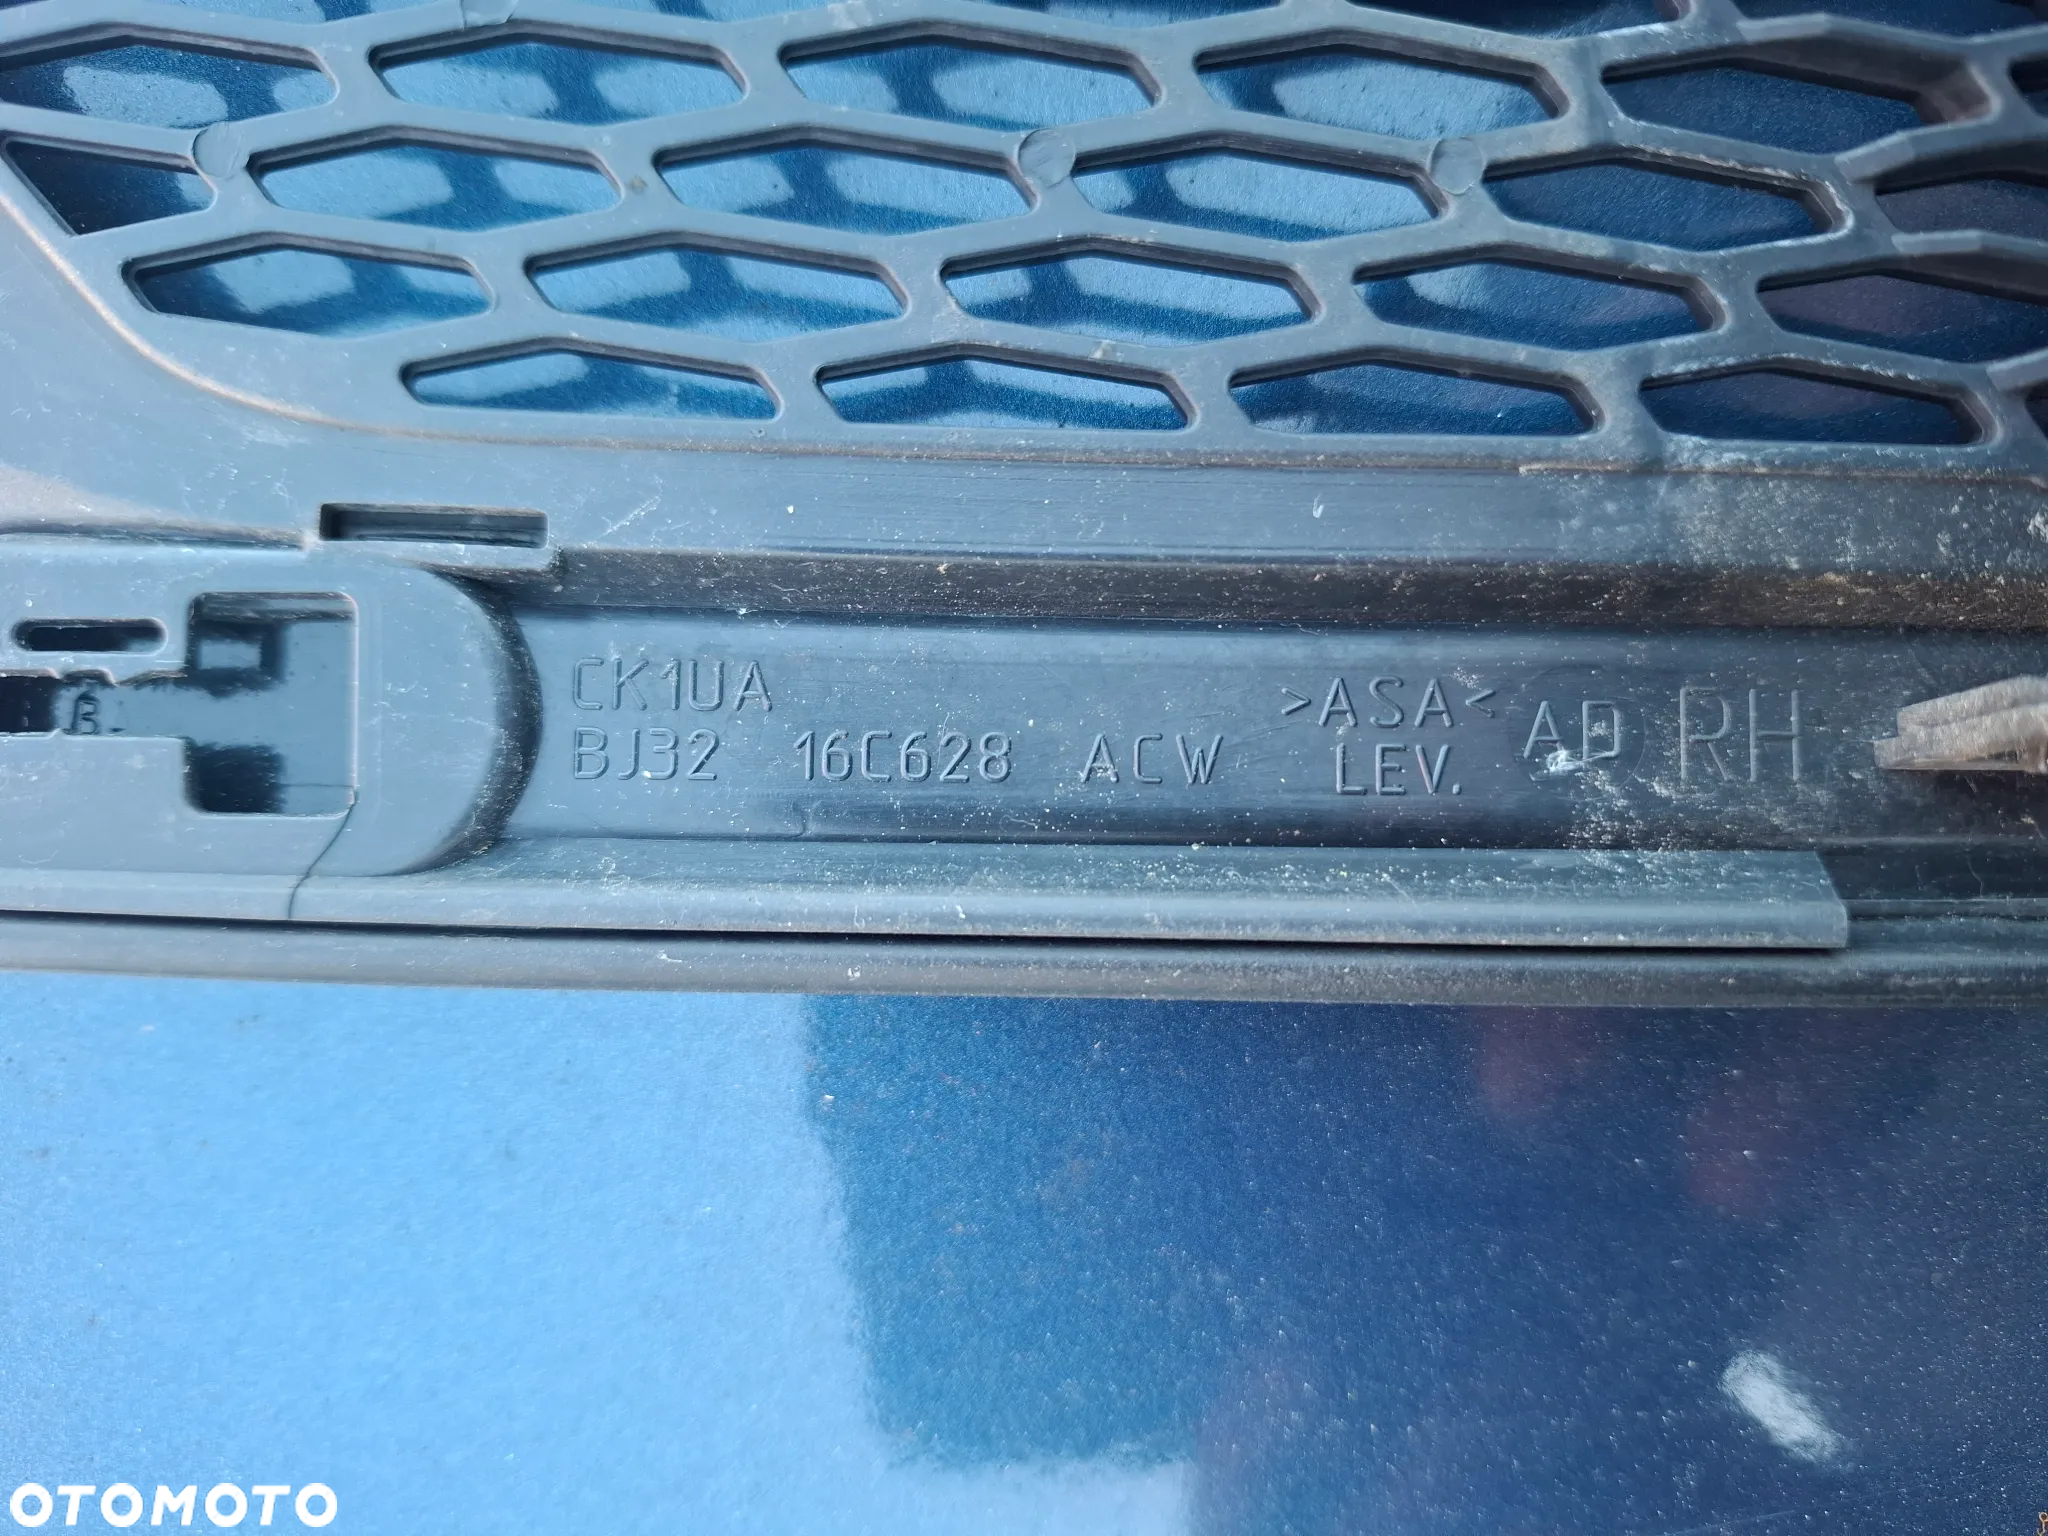 CK1UA
BJ32 16C628 ACW
>ASA<
LEV.
AD RH
B
OTOMOTO